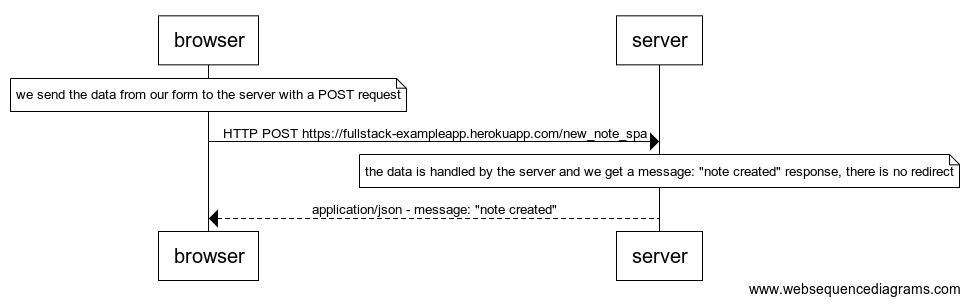 browser
server
we send the data from our form to the server with a POST request
HTTP POST https://fullstack-exampleapp.herokuapp.com/new_note_spa
the data is handled by the server and we get a message: "note created" response, there is no redirect
application/json - message: "note created"
browser
server
www.websequencediagrams.com